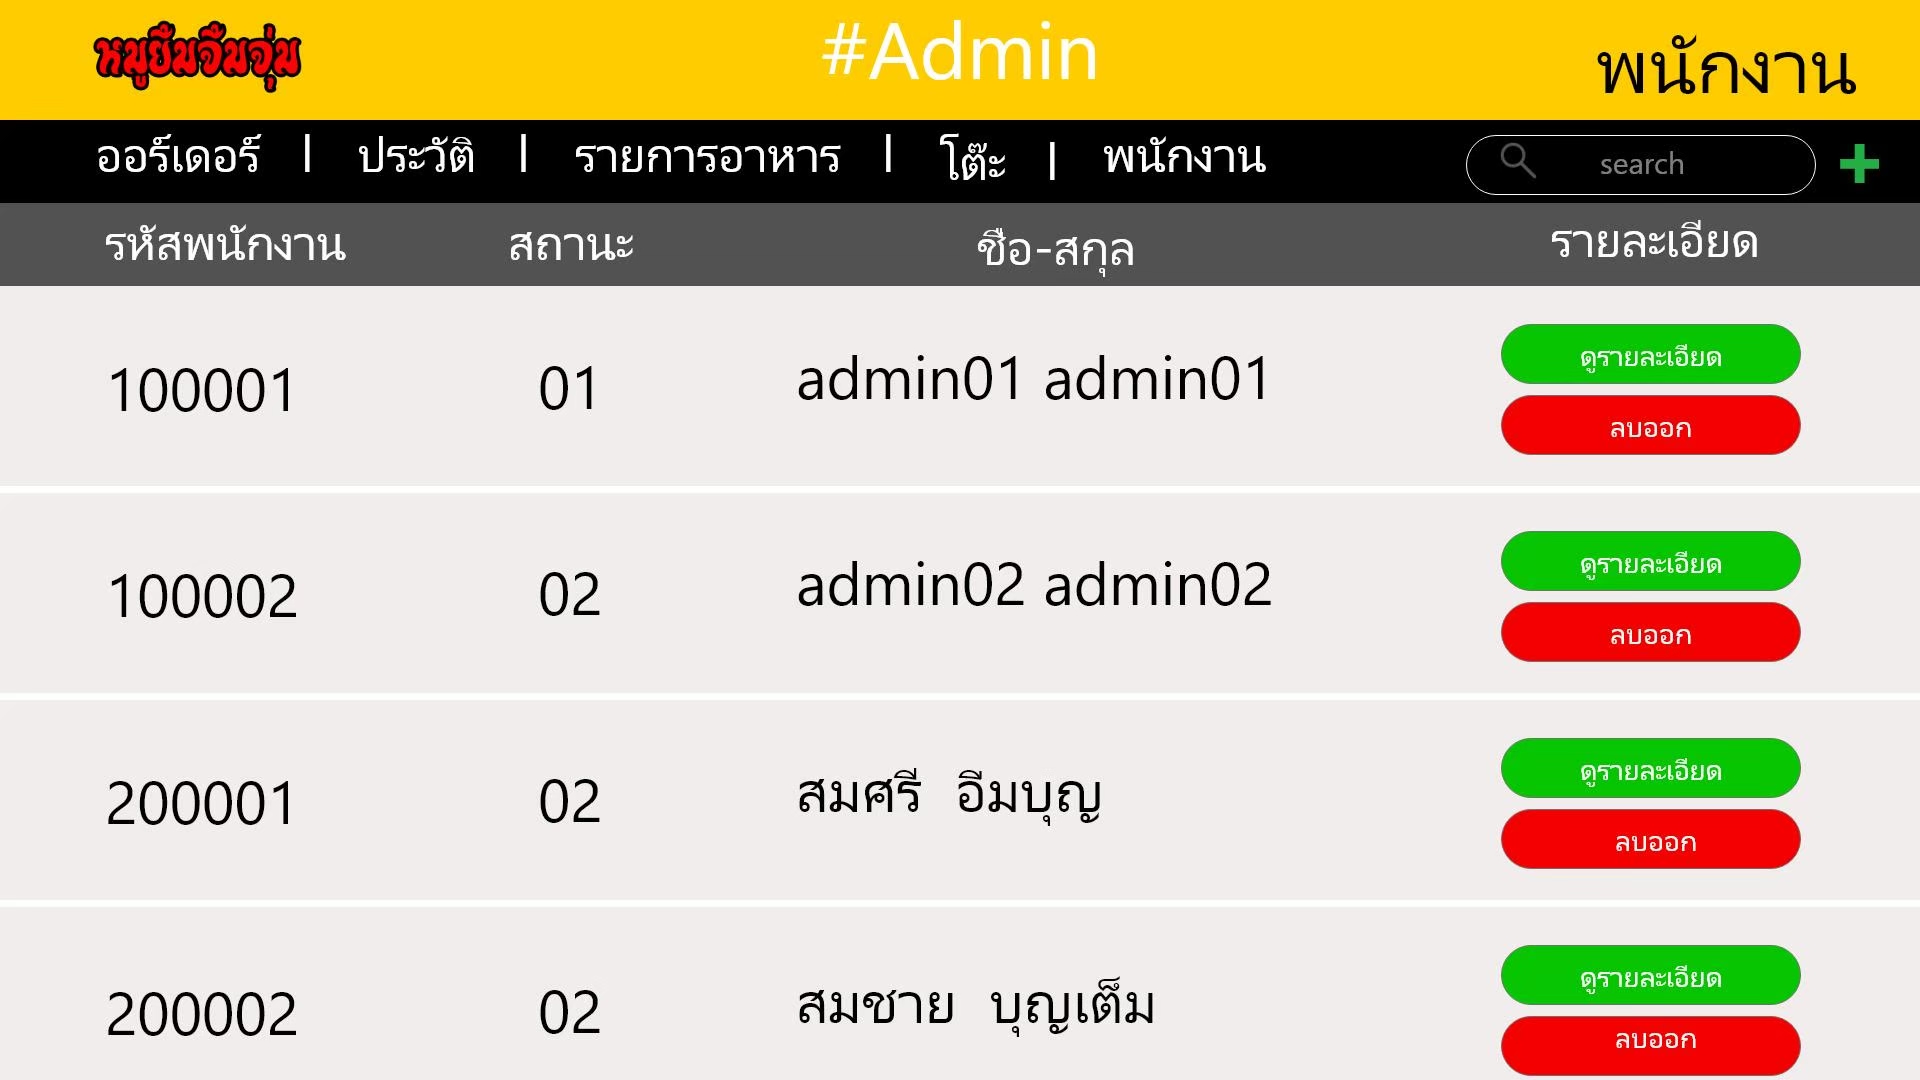 หมูยืมจืมจุ่ม
#Admin
พนักงาน
ออร์เดอร์ | ประวัติ | รายการอาหาร | โต๊ะ | พนักงาน
search
รหัสพนักงาน สถานะ ชือ-สกุล รายละเอียด
100001 01 admin01 admin01
ดูรายละเอียด
ลบออก
100002 02 admin02 admin02
ดูรายละเอียด
ลบออก
200001 02 สมศรี อีมบุญ
ดูรายละเอียด
ลบออก
200002 02 สมชาย บุญเต็ม
ดูรายละเอียด
ลบออก